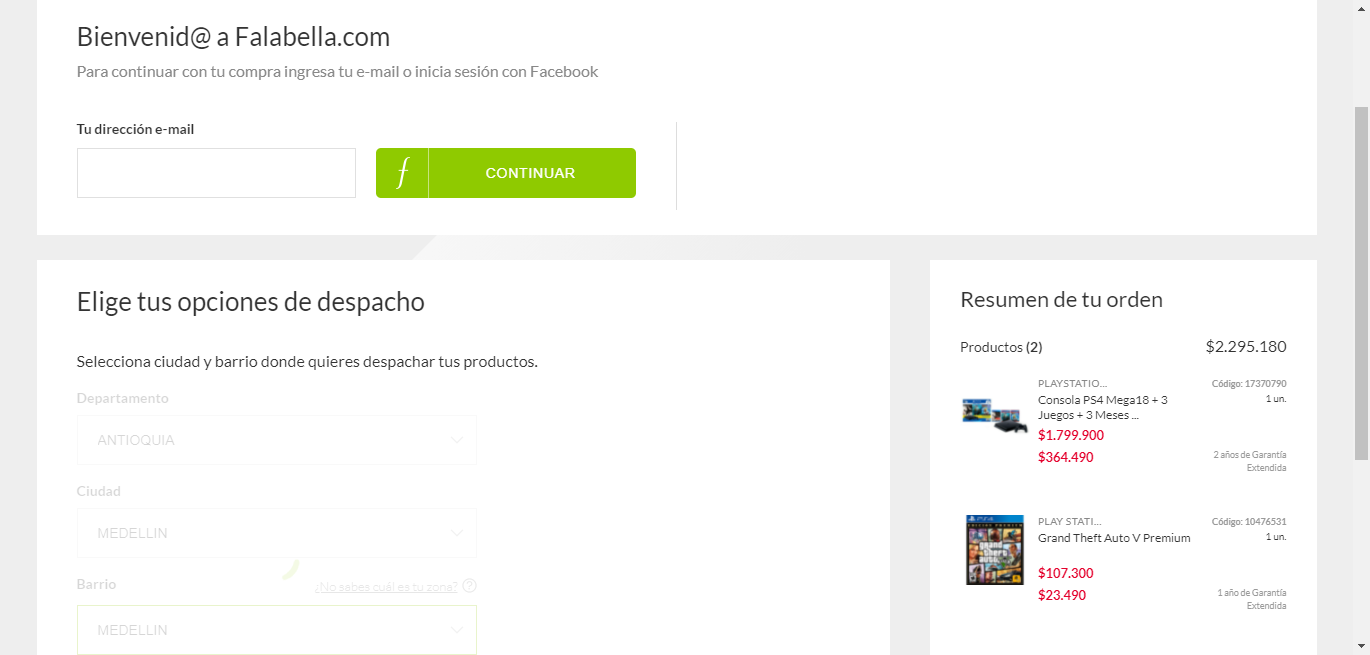 Bienvenid@ a Falabella.com
Para continuar con tu compra ingresa tu e-mail o inicia sesión con Facebook
Tu dirección e-mail
f CONTINUAR
Elige tus opciones de despacho
Selecciona ciudad y barrio donde quieres despachar tus productos.
Departamento
ANTIOQUIA
Ciudad
MEDELLIN
Barrio
¿No sabes cuál es tu zona? ?
MEDELLIN
Resumen de tu orden
Productos (2) $2.295.180
PLAYSTATIO... Código: 17370790
Consola PS4 Mega18 + 3 1 un.
Juegos + 3 Meses ...
$1.799.900
$364.490 2 años de Garantía
Extendida
PLAY STATI... Código: 10476531
Grand Theft Auto V Premium 1 un.
$107.300
$23.490 1 año de Garantía
Extendida